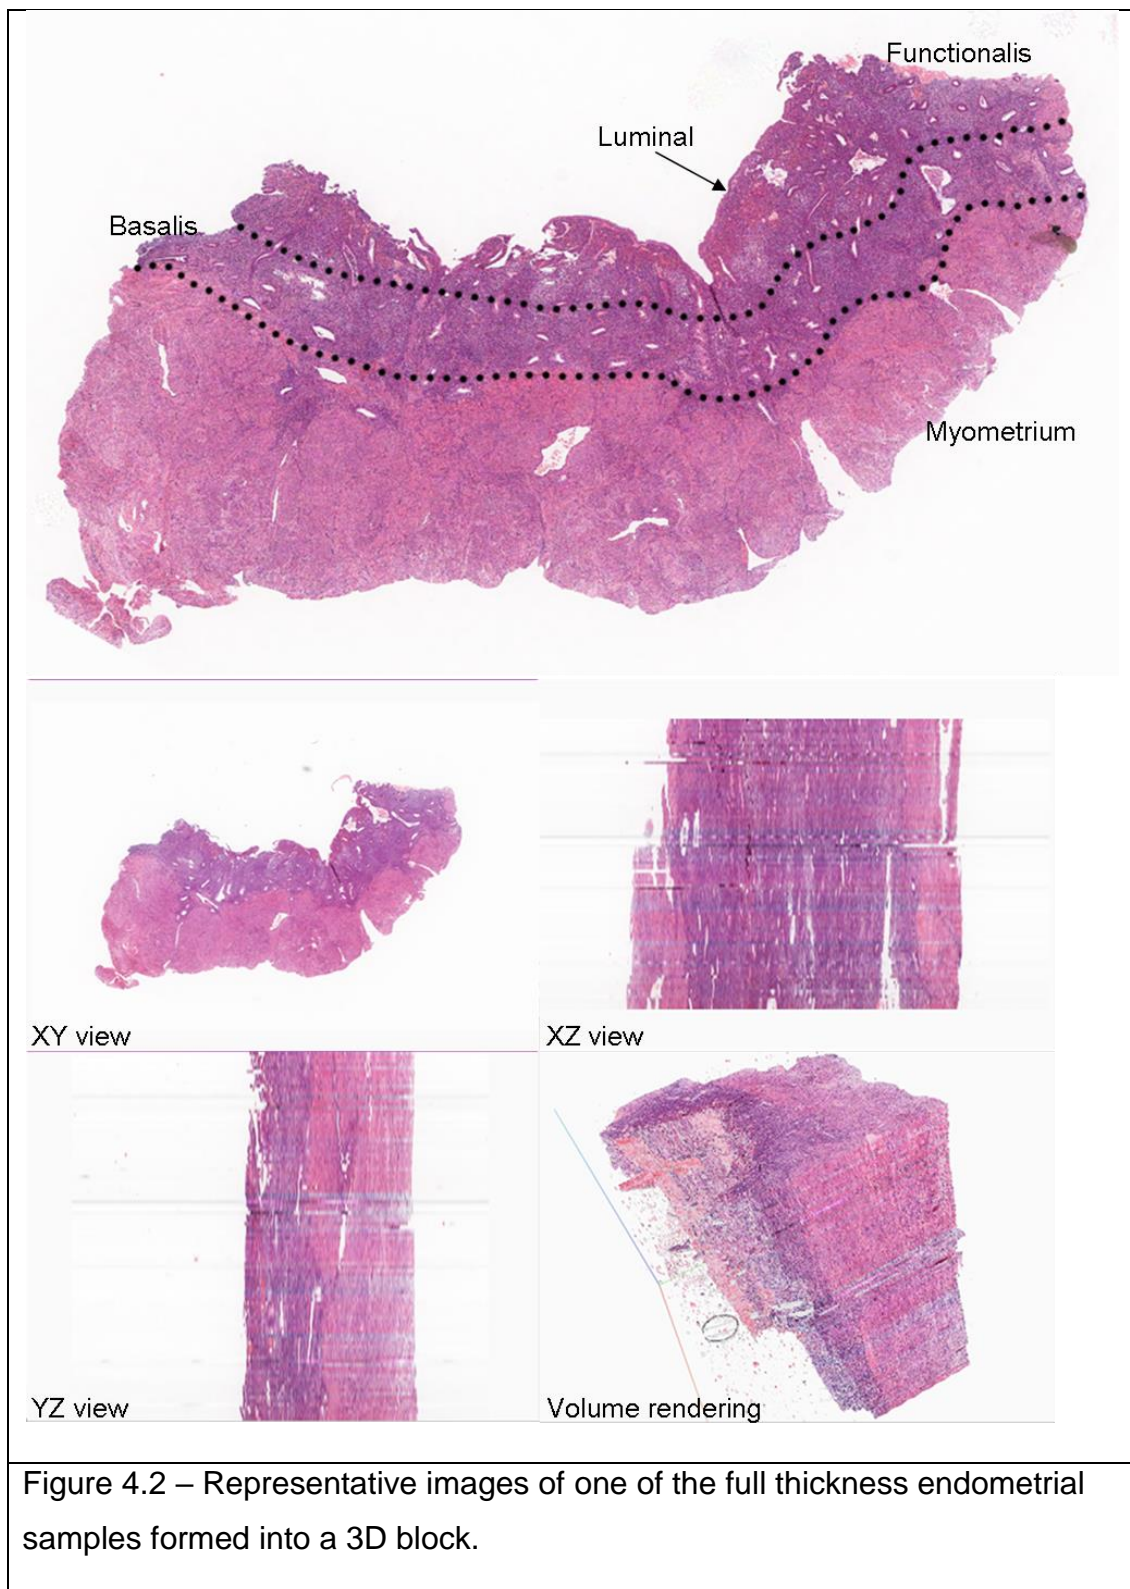 Functionalis
Luminal
Basalis
Myometrium
XY view
XZ view
YZ view
Volume rendering
Figure 4.2 – Representative images of one of the full thickness endometrial
samples formed into a 3D block.